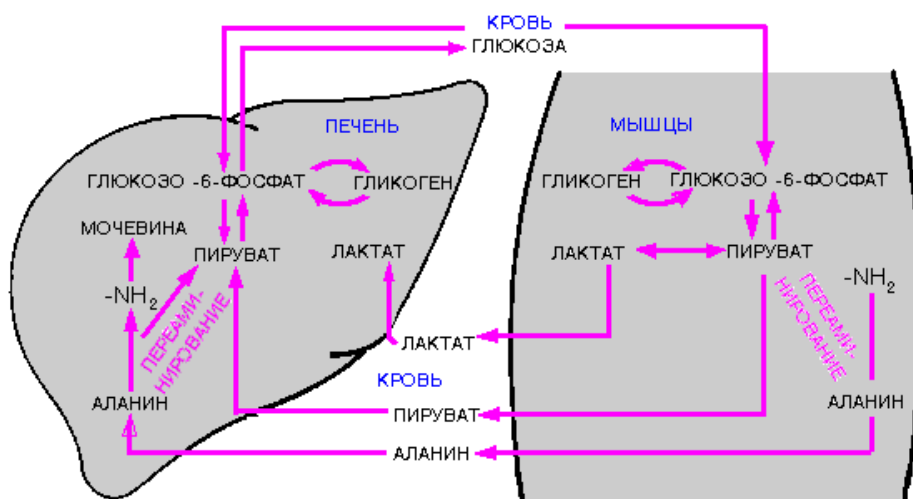 КРОВЬ
ГЛЮКОЗА
ПЕЧЕНЬ
МЫШЦЫ
ГЛЮКОЗО -6-ФОСФАТ
ГЛИКОГЕН
ГЛИКОГЕН
ГЛЮКОЗО -6-ФОСФАТ
МОЧЕВИНА
ПИРУВАТ
ЛАКТАТ
ЛАКТАТ
ПИРУВАТ
-NH2
-NH2
ПЕРЕАМИ-
НИРОВАНИЕ
ПЕРЕАМИ-
НИРОВАНИЕ
ЛАКТАТ
КРОВЬ
АЛАНИН
ПИРУВАТ
АЛАНИН
АЛАНИН